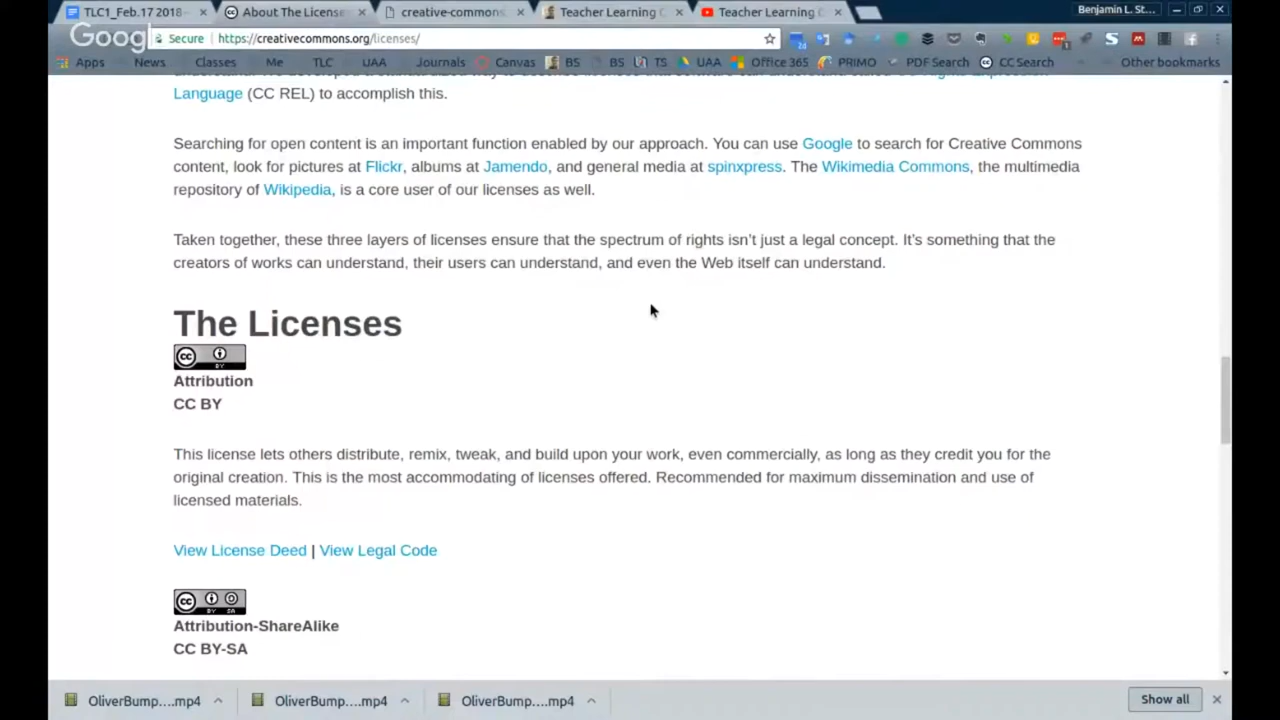 TLC1_Feb.17 2018-
About The License
creative-commons
Teacher Learning C
Teacher Learning C
Benjamin L. St...
Googl
Secure
https://creativecommons.org/licenses/
Apps
News
Classes
Me
TLC
UAA
Journals
Canvas
BS
BS
TS
UAA
Office 365
PRIMO
PDF Search
CC Search
Other bookmarks
Language (CC REL) to accomplish this.
Searching for open content is an important function enabled by our approach. You can use Google to search for Creative Commons
content, look for pictures at Flickr, albums at Jamendo, and general media at spinxpress. The Wikimedia Commons, the multimedia
repository of Wikipedia, is a core user of our licenses as well.
Taken together, these three layers of licenses ensure that the spectrum of rights isn’t just a legal concept. It’s something that the
creators of works can understand, their users can understand, and even the Web itself can understand.
The Licenses
cc
BY
Attribution
CC BY
This license lets others distribute, remix, tweak, and build upon your work, even commercially, as long as they credit you for the
original creation. This is the most accommodating of licenses offered. Recommended for maximum dissemination and use of
licensed materials.
View License Deed | View Legal Code
cc
BY SA
Attribution-ShareAlike
CC BY-SA
OliverBump....mp4
OliverBump....mp4
OliverBump....mp4
Show all